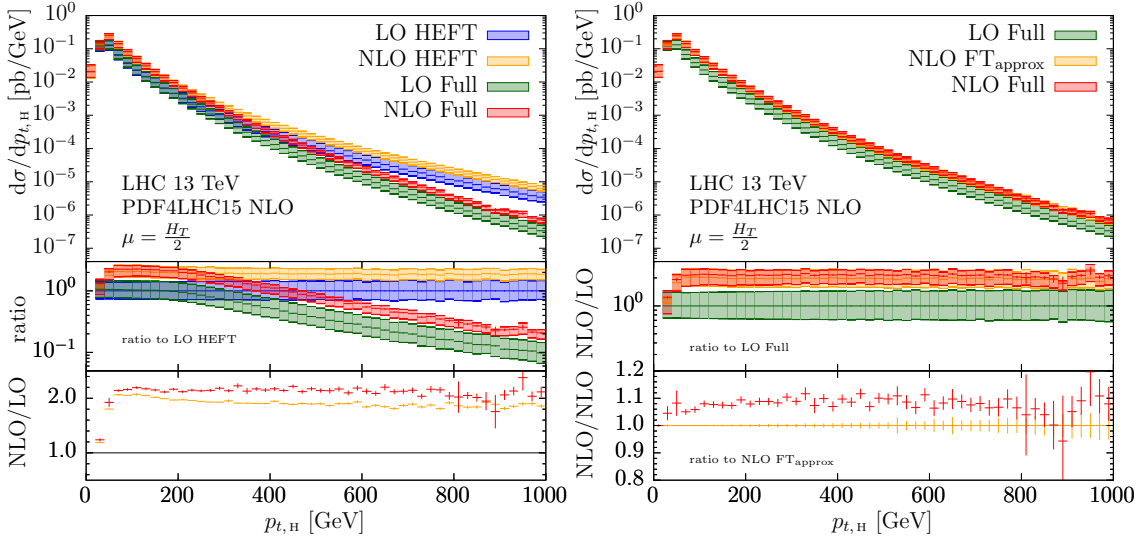 dσ/dp_{t,H} [pb/GeV]
10^0
10^{-1}
10^{-2}
10^{-3}
10^{-4}
10^{-5}
10^{-6}
10^{-7}
LO HEFT
NLO HEFT
LO Full
NLO Full
LHC 13 TeV
PDF4LHC15 NLO
μ = H_T/2
ratio
10^0
10^{-1}
ratio to LO HEFT
NLO/LO
2.0
1.0
0 200 400 600 800 1000
p_{t,H} [GeV]
dσ/dp_{t,H} [pb/GeV]
10^0
10^{-1}
10^{-2}
10^{-3}
10^{-4}
10^{-5}
10^{-6}
10^{-7}
LO Full
NLO FT_{approx}
NLO Full
LHC 13 TeV
PDF4LHC15 NLO
μ = H_T/2
NLO/LO
10^0
ratio to LO Full
NLO/NLO
1.2
1.1
1.0
0.9
0.8
ratio to NLO FT_{approx}
0 200 400 600 800 1000
p_{t,H} [GeV]